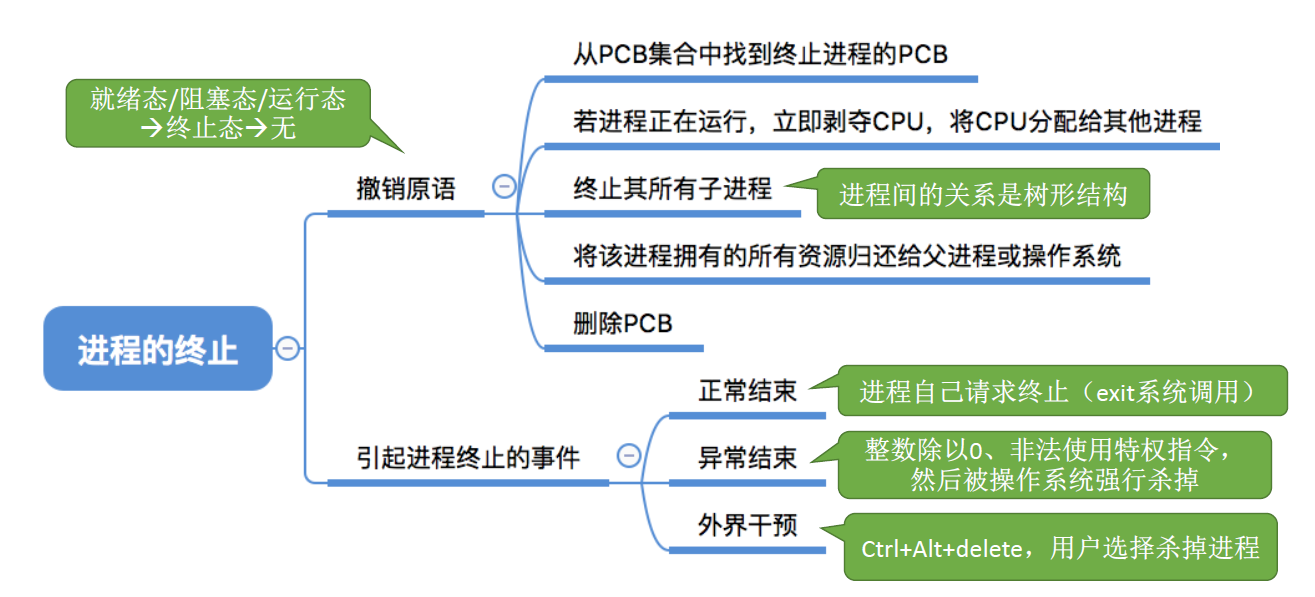 从PCB集合中找到终止进程的PCB
就绪态/阻塞态/运行态
→终止态→无
若进程正在运行，立即剥夺CPU，将CPU分配给其他进程
撤销原语
终止其所有子进程
进程间的关系是树形结构
将该进程拥有的所有资源归还给父进程或操作系统
删除PCB
进程的终止
正常结束
进程自己请求终止（exit系统调用）
引起进程终止的事件
异常结束
整数除以0、非法使用特权指令，
然后被操作系统强行杀掉
外界干预
Ctrl+Alt+delete，用户选择杀掉进程